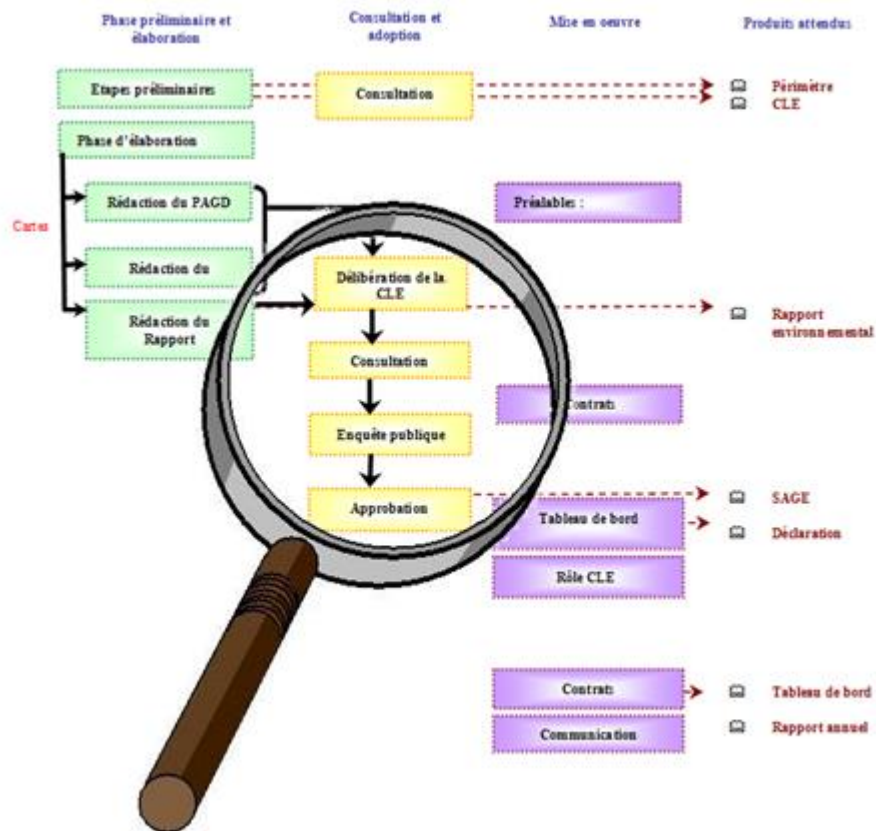 Phase préliminaire et
élaboration
Consultation et
adoption
Mise en oeuvre
Produits attendus
Etapes préliminaires
Consultation
Périmètre
CLE
Phase d'élaboration
Cartes
Rédaction du PAGD
Préalables :
Rédaction du
Délibération de la
CLE
Rédaction du
Rapport
Rapport
environnemental
Consultation
Contrats
Enquête publique
Approbation
SAGE
Tableau de bord
Déclaration
Rôle CLE
Contrats
Tableau de bord
Communication
Rapport annuel